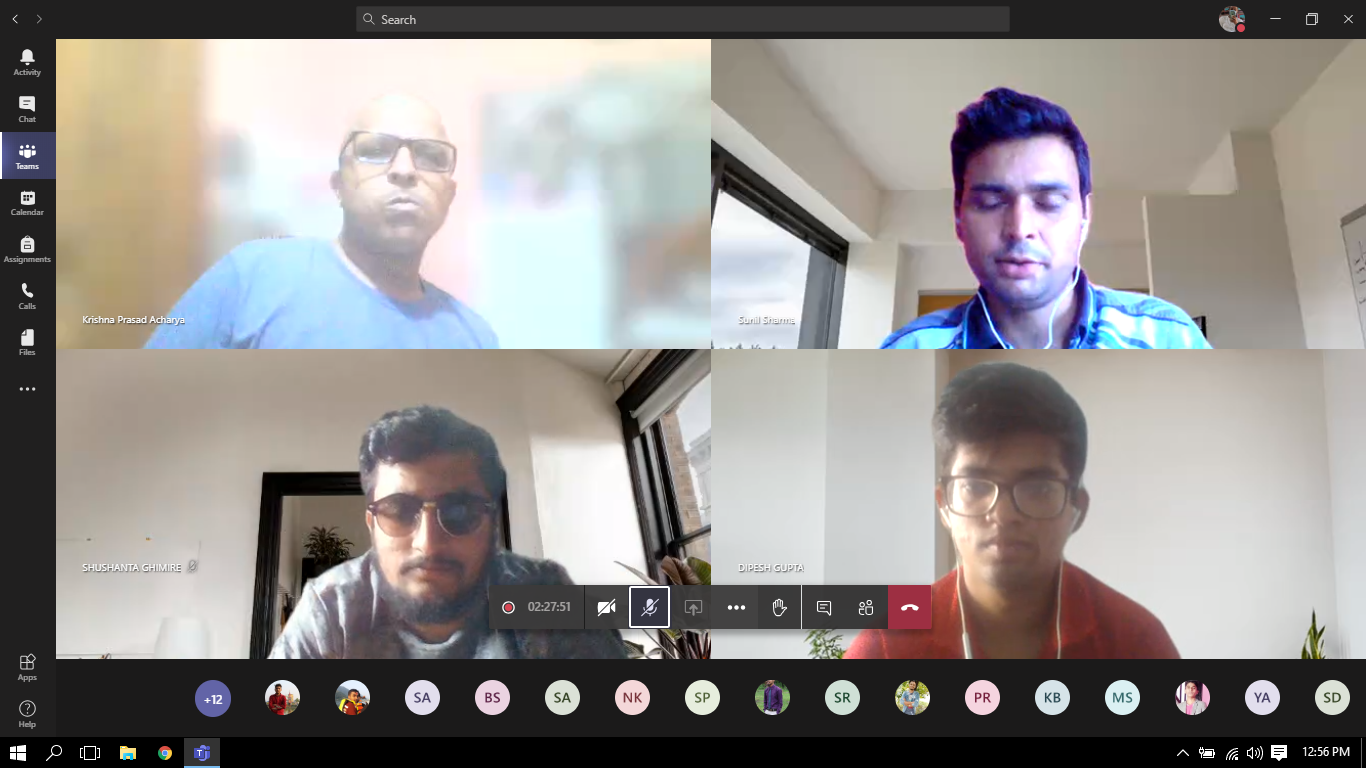 Search
Activity
Chat
Teams
Calendar
Assignments
Calls
Files
Krishna Prasad Acharya
Sunil Sharma
SHUSHANTA GHIMIRE
DIPESH GUPTA
02:27:51
Apps
Help
+12
SA
BS
SA
NK
SP
SR
PR
KB
MS
YA
SD
T
12:56 PM